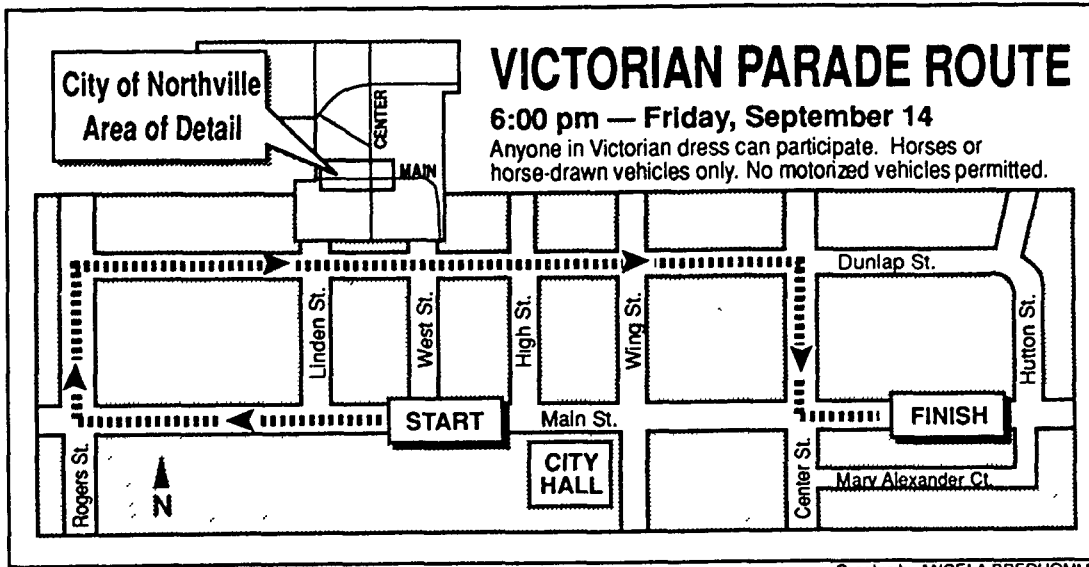 VICTORIAN PARADE ROUTE
6:00 pm — Friday, September 14
Anyone in Victorian dress can participate. Horses or
horse-drawn vehicles only. No motorized vehicles permitted.
City of Northville
Area of Detail
CENTER
MAIN
Dunlap St.
Linden St.
West St.
High St.
Wing St.
Hutton St.
START
Main St.
FINISH
CITY
HALL
Rogers St.
N
Center St.
Mary Alexander Ct.